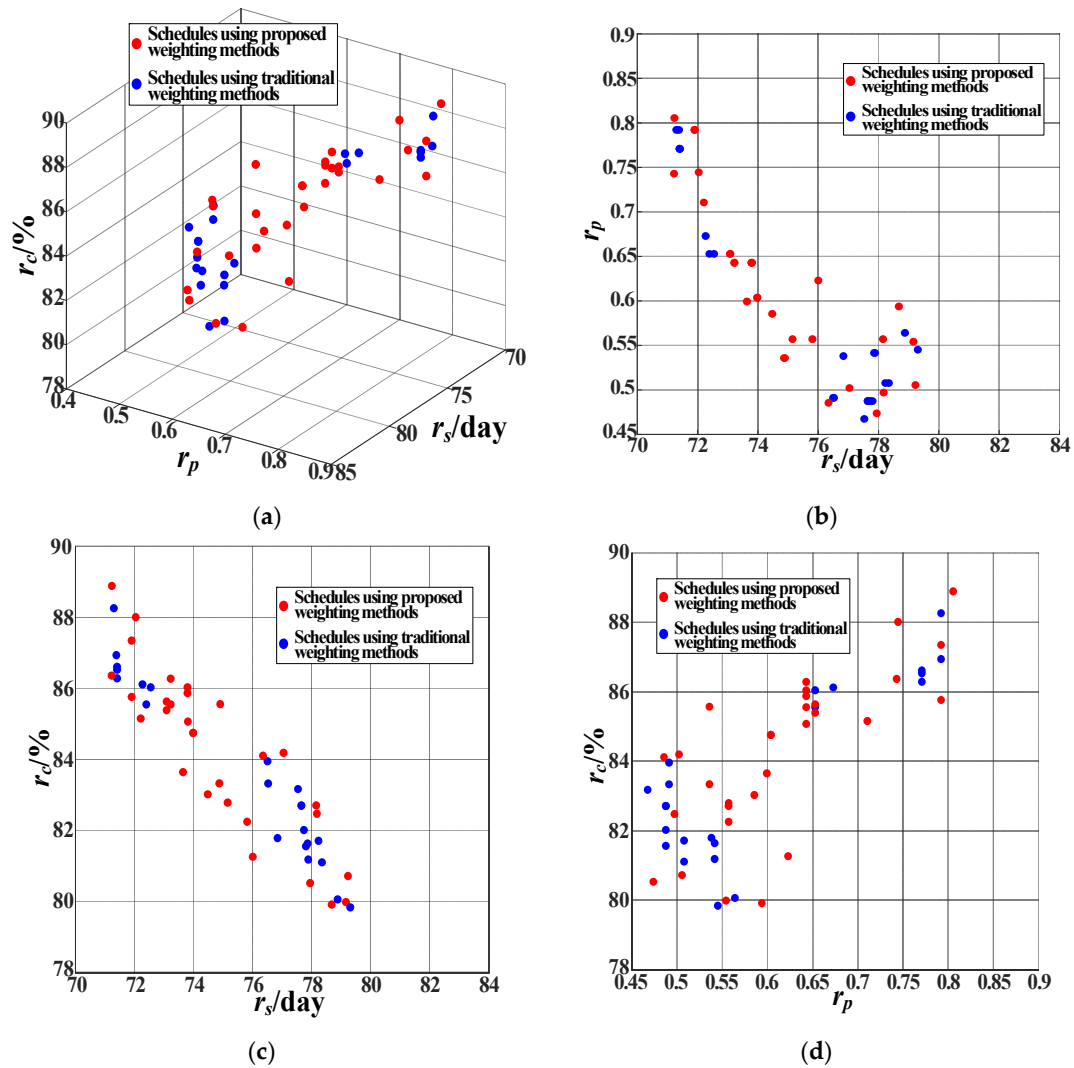 Schedules using proposed
weighting methods
Schedules using traditional
weighting methods
90
88
86
84
82
80
78
r_c/%
0.4
0.5
0.6
0.7
0.8
0.985
r_p
80
75
70
r_s/day
(a)
0.9
0.85
0.8
0.75
0.7
0.65
0.6
0.55
0.5
0.45
r_p
Schedules using proposed
weighting methods
Schedules using traditional
weighting methods
70 72 74 76 78 80 82 84
r_s/day
(b)
90
88
86
84
82
80
78
r_c/%
Schedules using proposed
weighting methods
Schedules using traditional
weighting methods
70 72 74 76 78 80 82 84
r_s/day
(c)
90
88
86
84
82
80
78
r_c/%
Schedules using proposed
weighting methods
Schedules using traditional
weighting methods
0.45 0.5 0.55 0.6 0.65 0.7 0.75 0.8 0.85 0.9
r_p
(d)